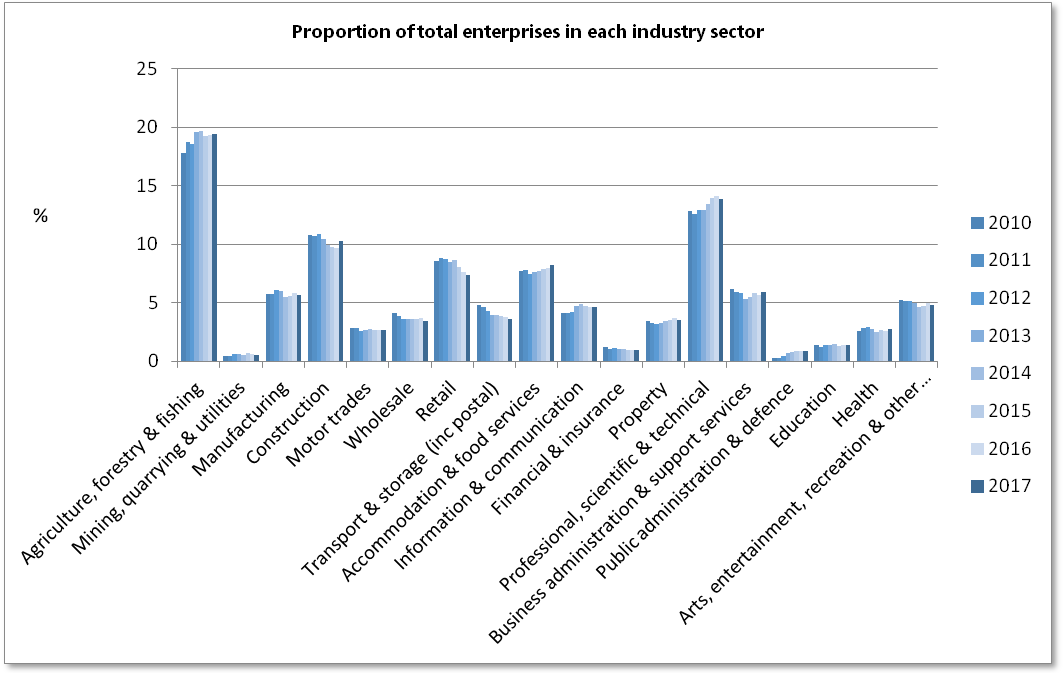 Proportion of total enterprises in each industry sector
25
20
15
10
5
0
%
Agriculture, forestry & fishing
Mining, quarrying & utilities
Manufacturing
Construction
Motor trades
Wholesale
Retail
Transport & storage (inc postal)
Accommodation & food services
Information & communication
Financial & insurance
Property
Professional, scientific & technical
Business administration & support services
Public administration & defence
Education
Health
Arts, entertainment, recreation & other…
2010
2011
2012
2013
2014
2015
2016
2017